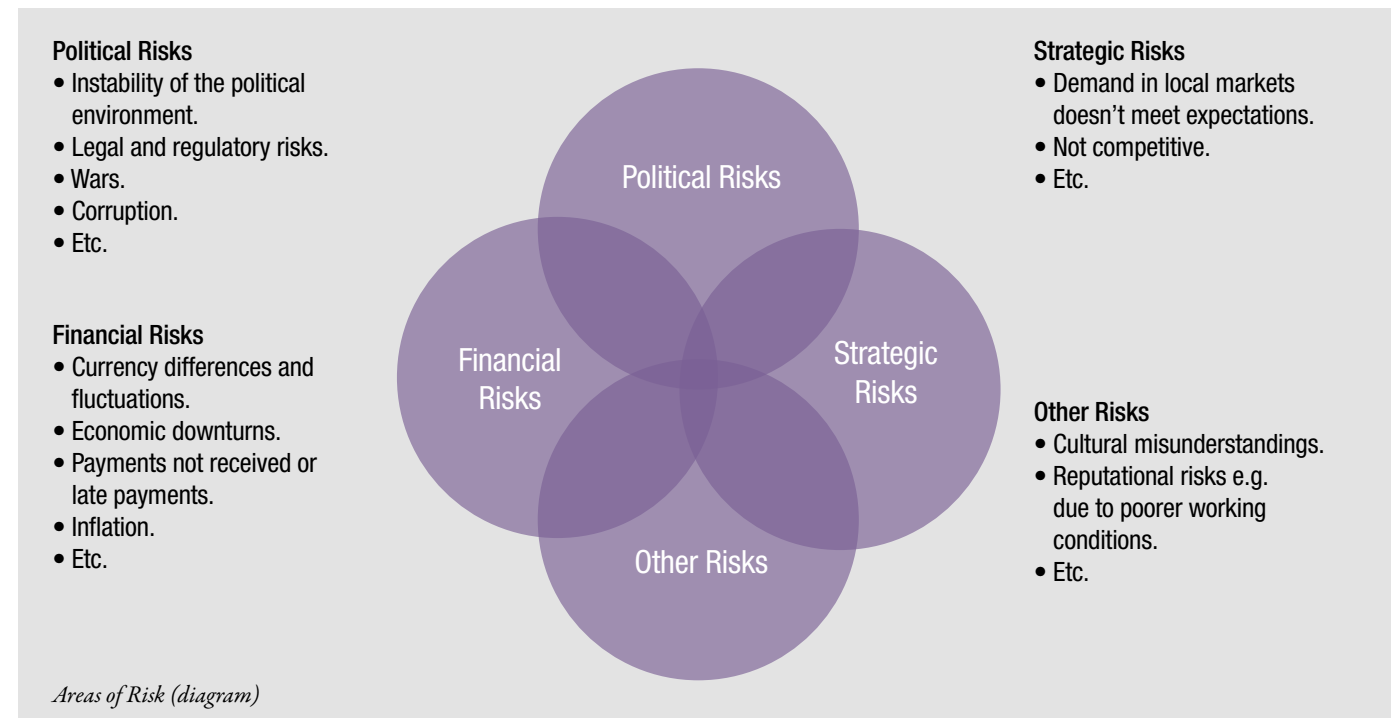 Political Risks
• Instability of the political
environment.
• Legal and regulatory risks.
• Wars.
• Corruption.
• Etc.
Financial Risks
• Currency differences and
fluctuations.
• Economic downturns.
• Payments not received or
late payments.
• Inflation.
• Etc.
Political Risks
Financial
Risks
Strategic
Risks
Other Risks
Strategic Risks
• Demand in local markets
doesn’t meet expectations.
• Not competitive.
• Etc.
Other Risks
• Cultural misunderstandings.
• Reputational risks e.g.
due to poorer working
conditions.
• Etc.
Areas of Risk (diagram)